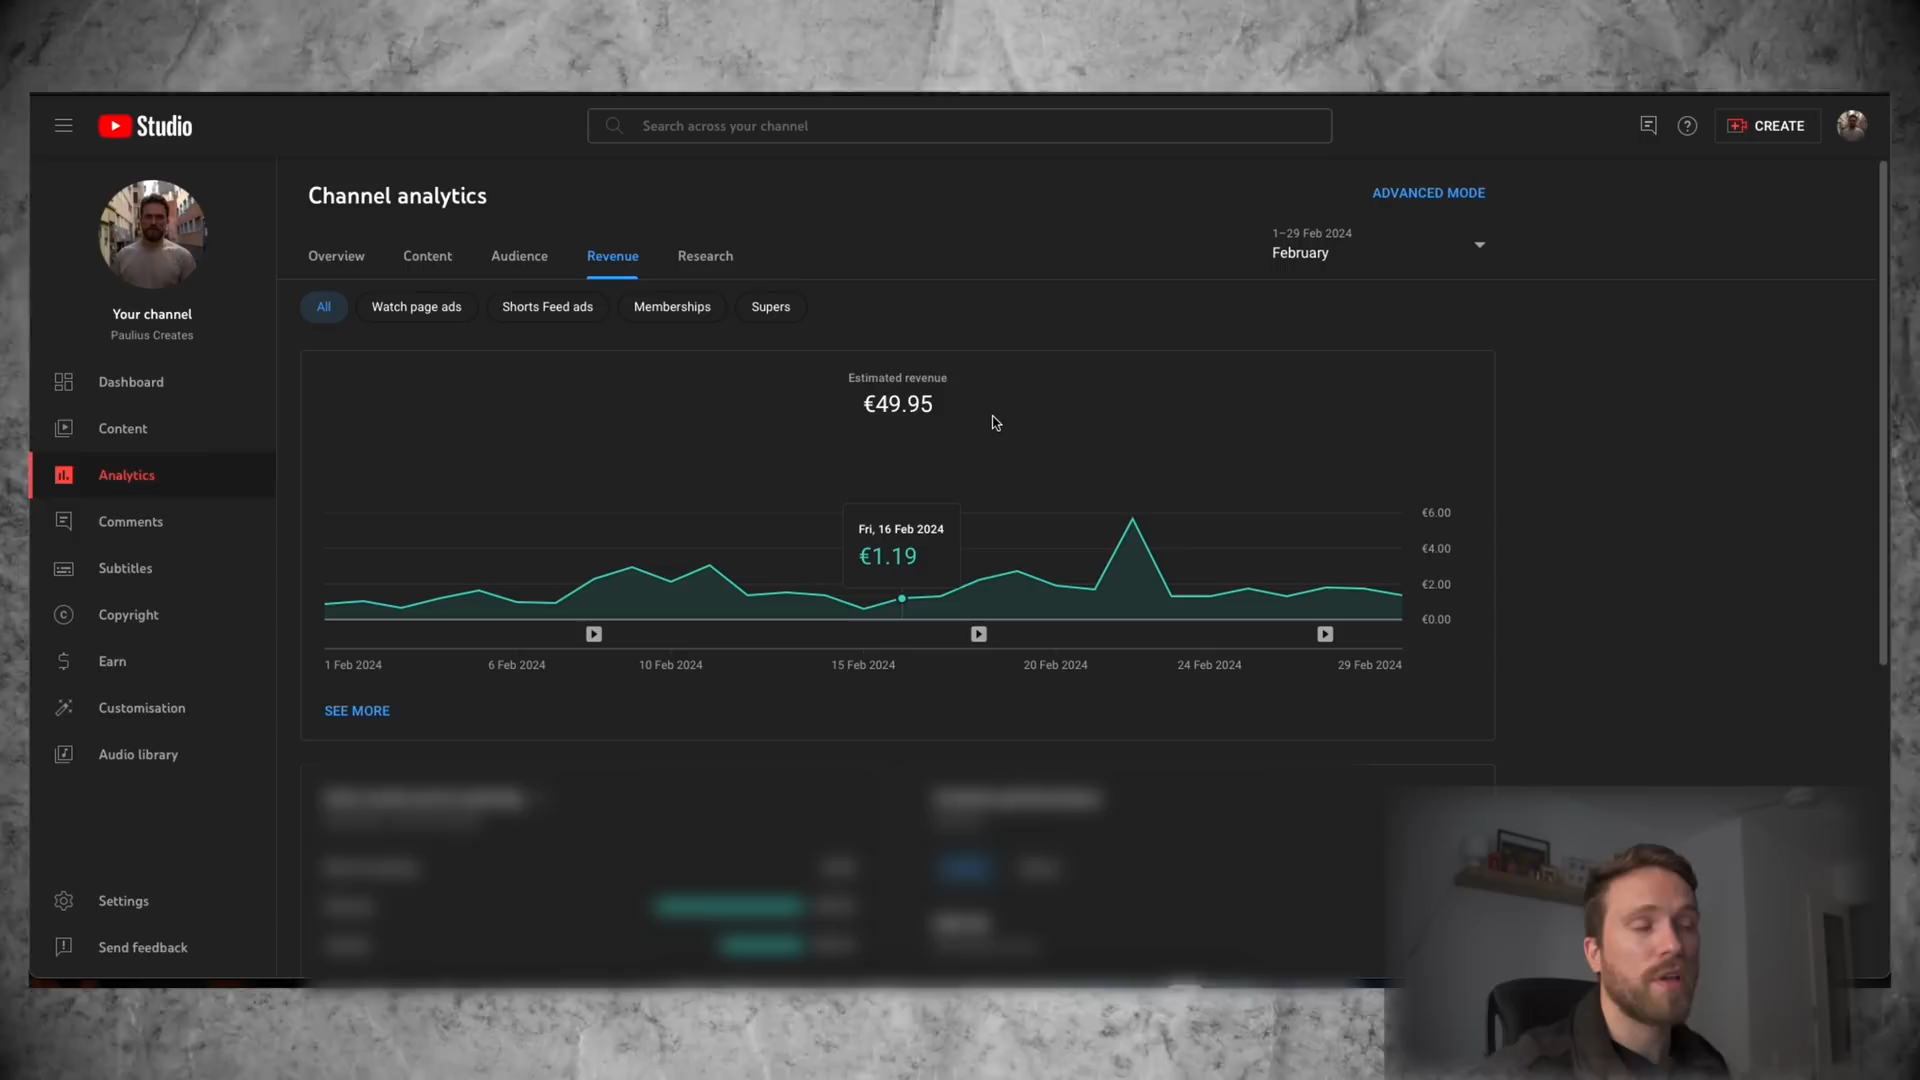 Studio
Search across your channel
CREATE
Your channel
Paulius Creates
Dashboard
Content
Analytics
Comments
Subtitles
Copyright
Earn
Customisation
Audio library
Settings
Send feedback
Channel analytics
ADVANCED MODE
Overview Content Audience Revenue Research
1–29 Feb 2024
February
All Watch page ads Shorts Feed ads Memberships Supers
Estimated revenue
€49.95
Fri, 16 Feb 2024
€1.19
€6.00
€4.00
€2.00
€0.00
1 Feb 2024 6 Feb 2024 10 Feb 2024 15 Feb 2024 20 Feb 2024 24 Feb 2024 29 Feb 2024
SEE MORE